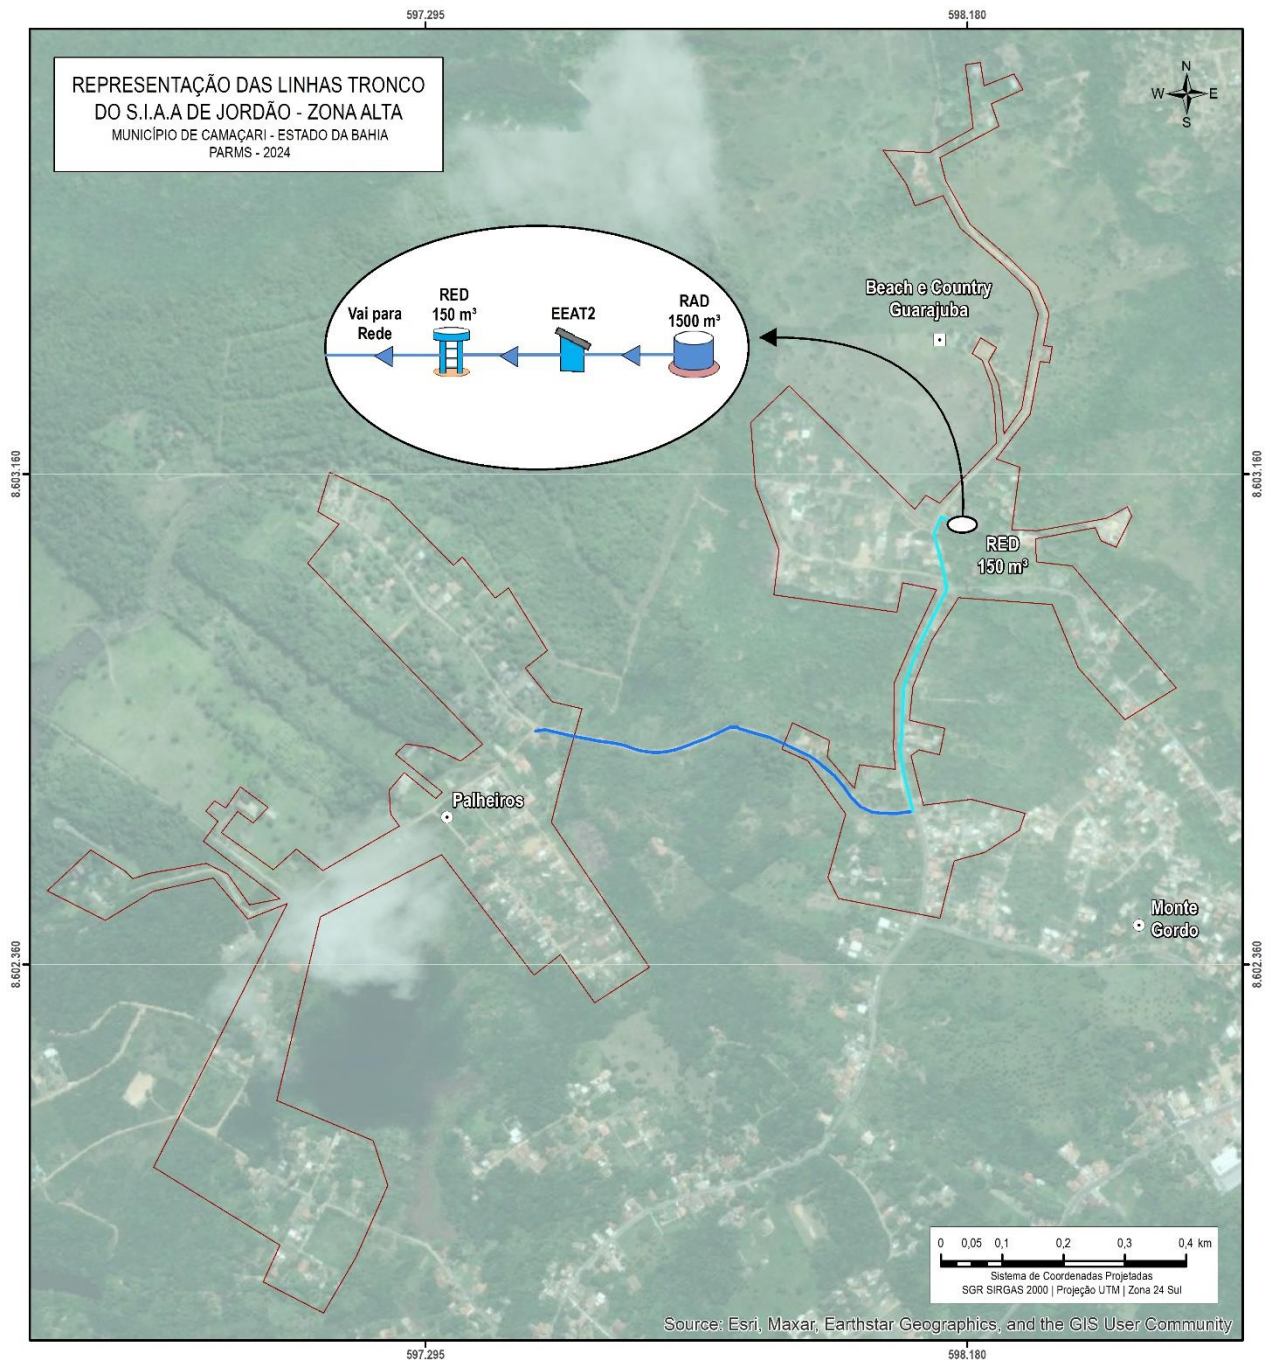 597.295
598.180
REPRESENTAÇÃO DAS LINHAS TRONCO
DO S.I.A.A DE JORDÃO - ZONA ALTA
MUNICÍPIO DE CAMAÇARI - ESTADO DA BAHIA
PARMS - 2024
N
W
E
S
Vai para
Rede
RED
150 m³
EEAT2
RAD
1500 m³
Beach e Country
Guarajuba
8.603.160
8.603.160
RED
150 m³
Palheiros
Monte
Gordo
8.602.360
8.602.360
0 0,05 0,1 0,2 0,3 0,4 km
Sistema de Coordenadas Projetadas
SGR SIRGAS 2000 | Projeção UTM | Zona 24 Sul
Source: Esri, Maxar, Earthstar Geographics, and the GIS User Community
597.295
598.180